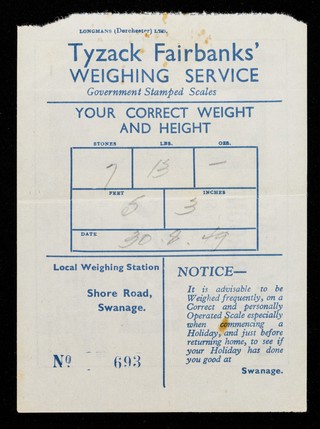 LONGMANS (Dorchester) LTD.
Tyzack Fairbanks'
WEIGHING SERVICE
Government Stamped Scales
YOUR CORRECT WEIGHT
AND HEIGHT
STONES LBS. OZS.
7 13 —
FEET INCHES
5 3
DATE 30.8.49
Local Weighing Station
Shore Road,
Swanage.
No 693
NOTICE—
It is advisable to be
Weighed frequently, on a
Correct and personally
Operated Scale especially
when commencing a
Holiday, and just before
returning home, to see if
your Holiday has done
you good at
Swanage.